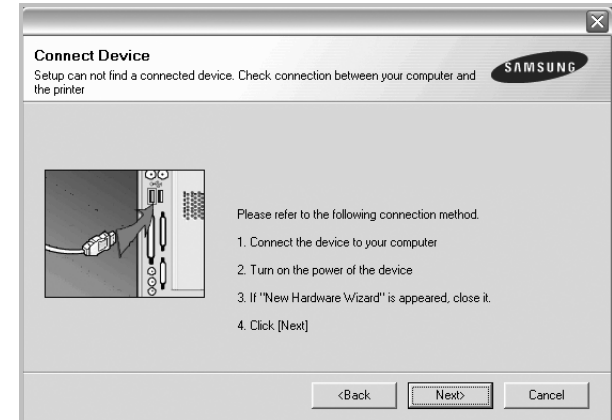 Connect Device
Setup can not find a connected device. Check connection between your computer and
the printer
SAMSUNG
Please refer to the following connection method.
1. Connect the device to your computer
2. Turn on the power of the device
3. If "New Hardware Wizard" is appeared, close it.
4. Click [Next]
<Back
Next>
Cancel